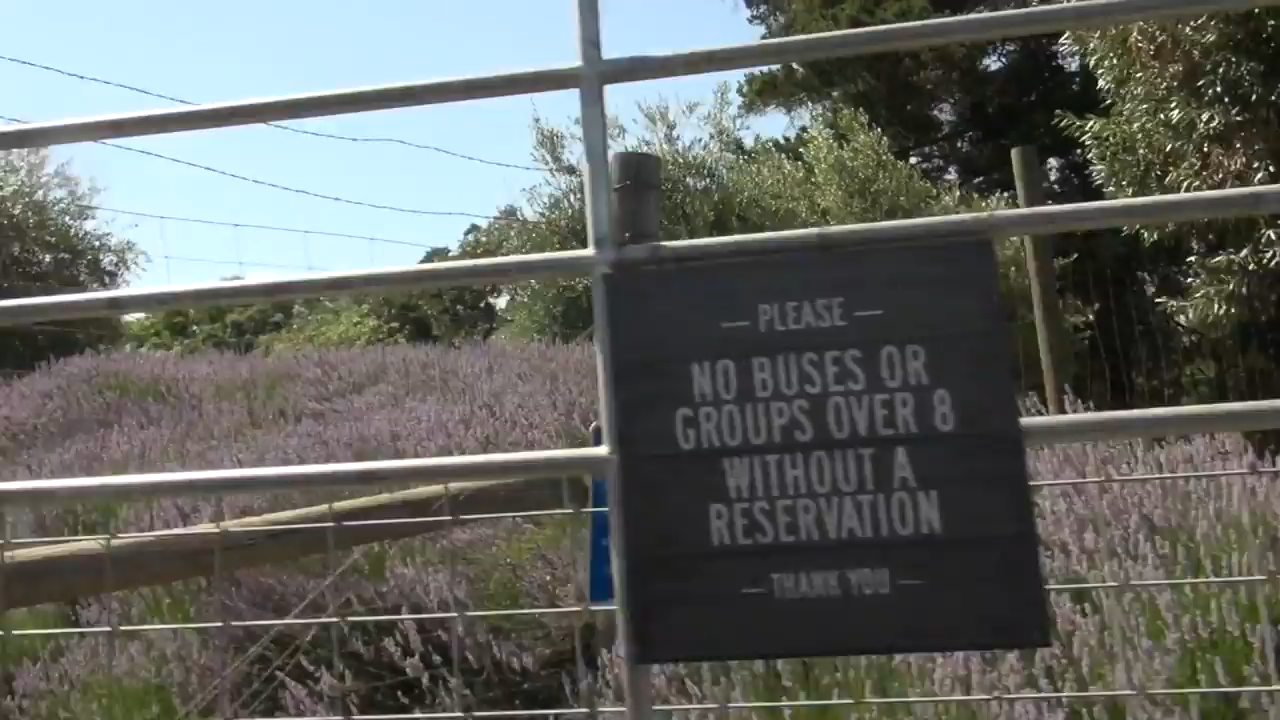 — PLEASE —
NO BUSES OR
GROUPS OVER 8
WITHOUT A
RESERVATION
— THANK YOU —